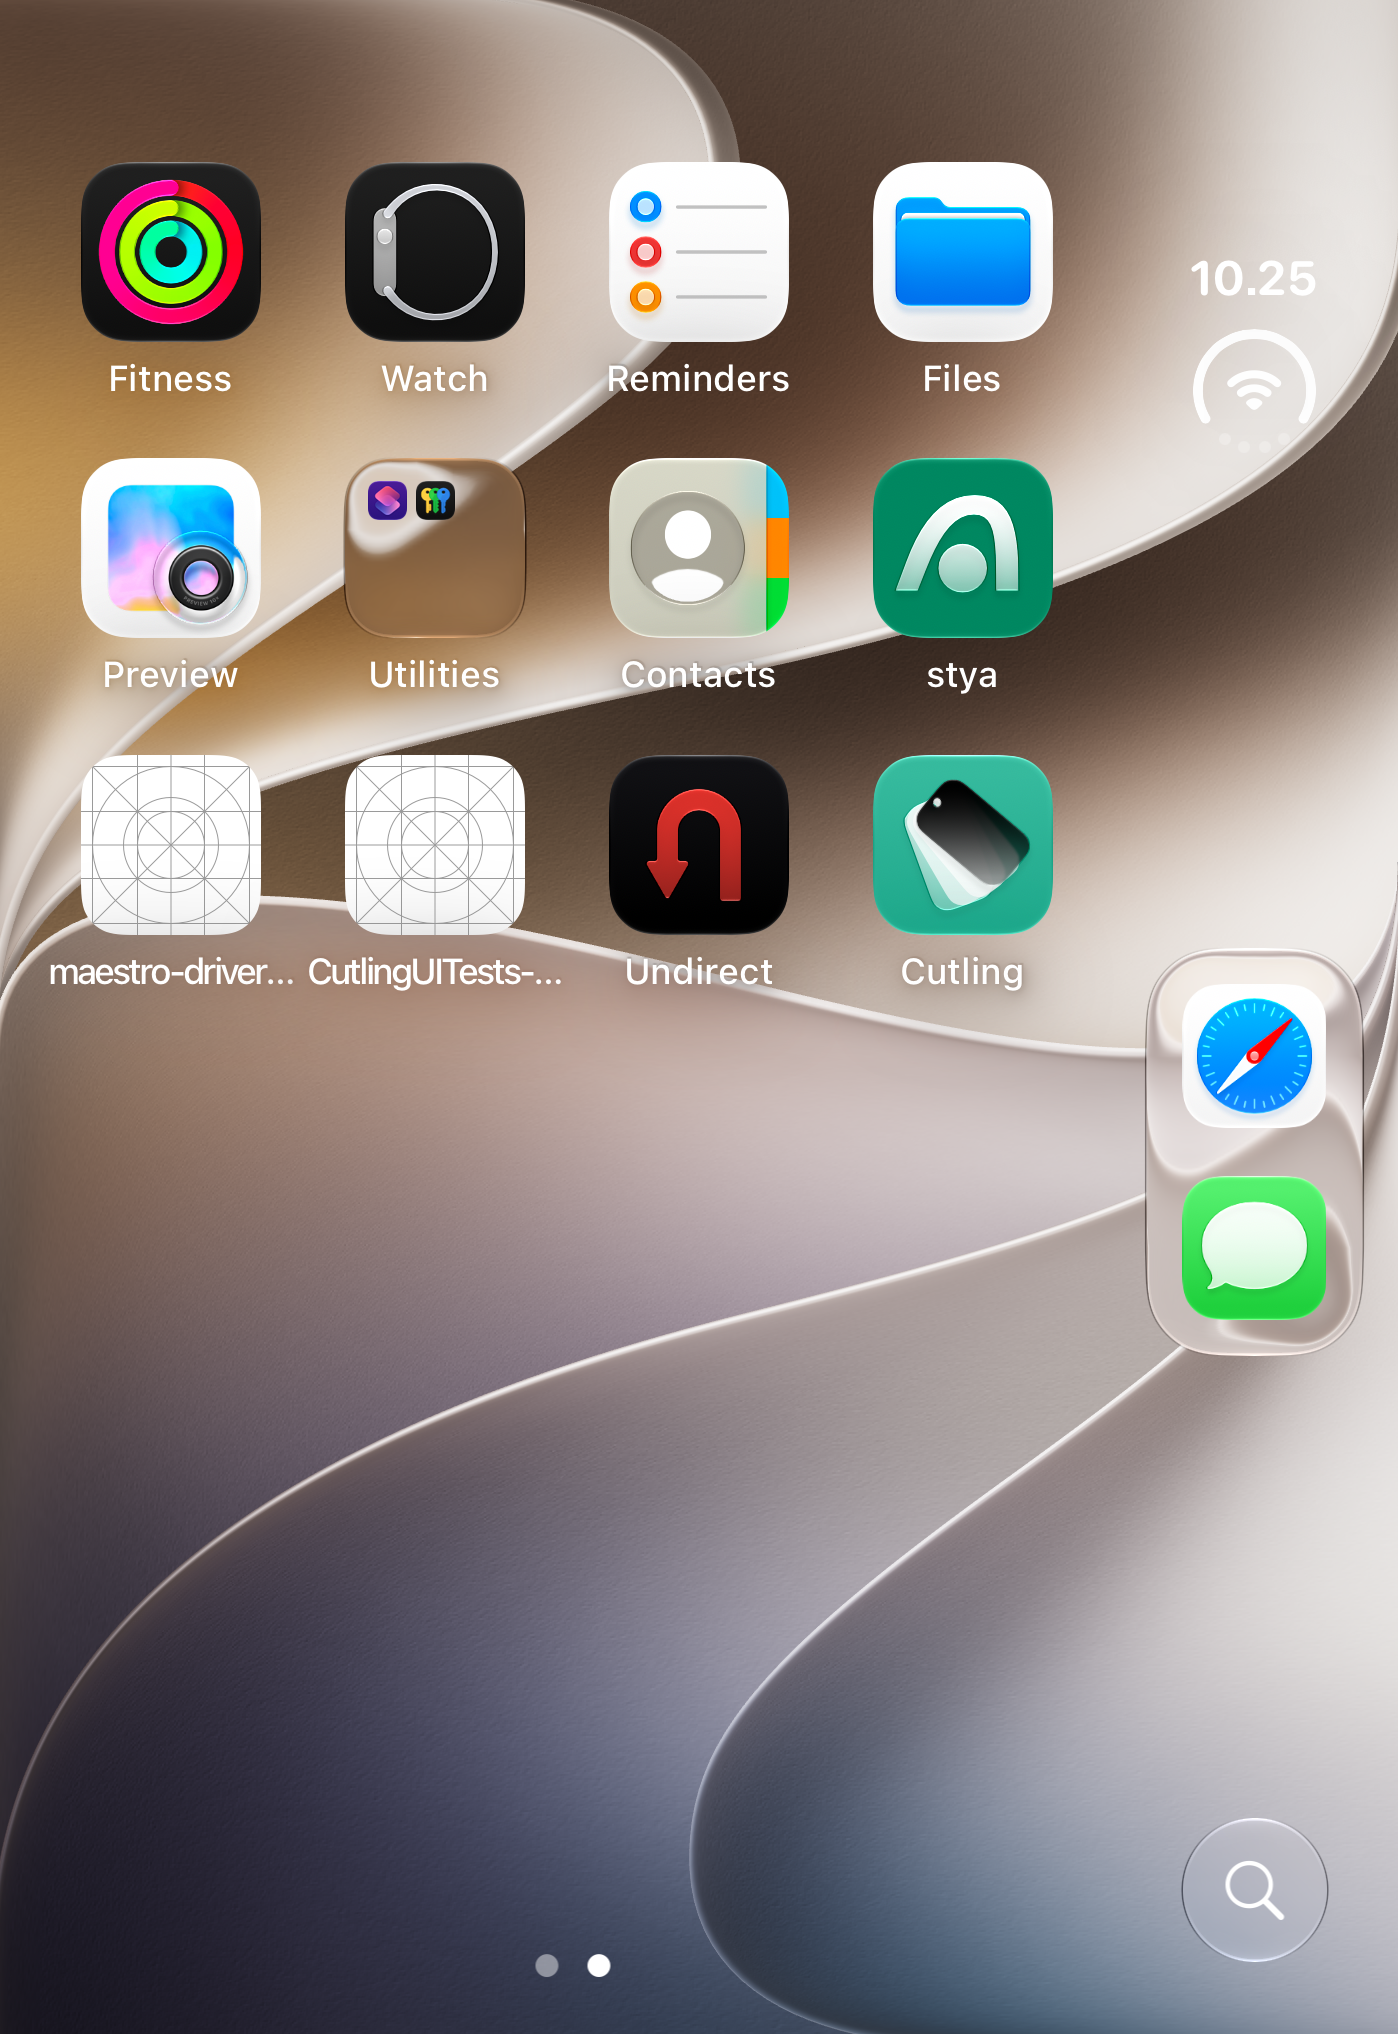 10.25
Fitness
Watch
Reminders
Files
Preview
Utilities
Contacts
stya
maestro-driver...
CutlingUITests-...
Undirect
Cutling